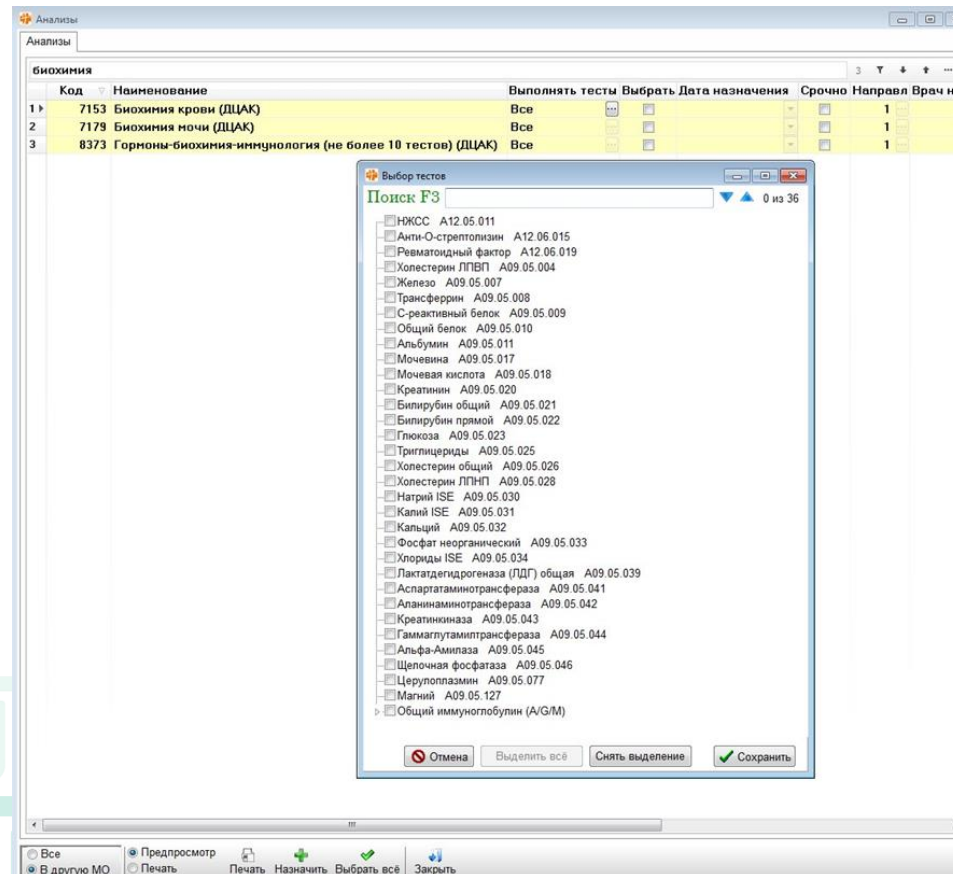 Анализы
Анализы
биохимия 3
Код Наименование Выполнять тесты Выбрать Дата назначения Срочно Направл Врач н
1 7153 Биохимия крови (ДЦАК) Все ... 1
2 7179 Биохимия мочи (ДЦАК) Все ... 1
3 8373 Гормоны-биохимия-иммунология (не более 10 тестов) (ДЦАК) Все ... 1
Выбор тестов
Поиск F3 0 из 36
НЖСС A12.05.011
Анти-О-стрептолизин A12.06.015
Ревматоидный фактор A12.06.019
Холестерин ЛПВП A09.05.004
Железо A09.05.007
Трансферрин A09.05.008
С-реактивный белок A09.05.009
Общий белок A09.05.010
Альбумин A09.05.011
Мочевина A09.05.017
Мочевая кислота A09.05.018
Креатинин A09.05.020
Билирубин общий A09.05.021
Билирубин прямой A09.05.022
Глюкоза A09.05.023
Триглицериды A09.05.025
Холестерин общий A09.05.026
Холестерин ЛПНП A09.05.028
Натрий ISE A09.05.030
Калий ISE A09.05.031
Кальций A09.05.032
Фосфат неорганический A09.05.033
Хлориды ISE A09.05.034
Лактатдегидрогеназа (ЛДГ) общая A09.05.039
Аспартатаминотрансфераза A09.05.041
Аланинаминотрансфераза A09.05.042
Креатинкиназа A09.05.043
Гаммаглутамилтрансфераза A09.05.044
Альфа-Амилаза A09.05.045
Щелочная фосфатаза A09.05.046
Церулоплазмин A09.05.077
Магний A09.05.127
Общий иммуноглобулин (A/G/M)
Отмена Выделить всё Снять выделение Сохранить
Все Предпросмотр
В другую МО Печать Печать Назначить Выбрать всё Закрыть